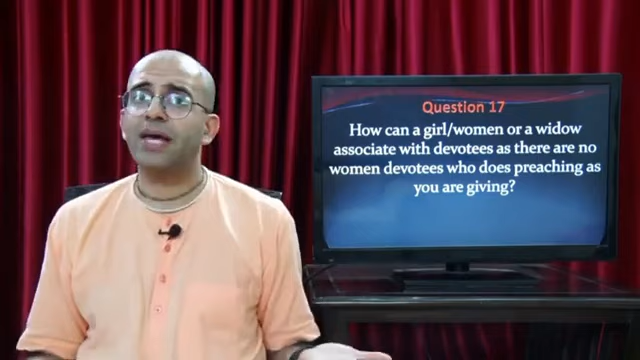 Question 17
How can a girl/women or a widow
associate with devotees as there are no
women devotees who does preaching as
you are giving?